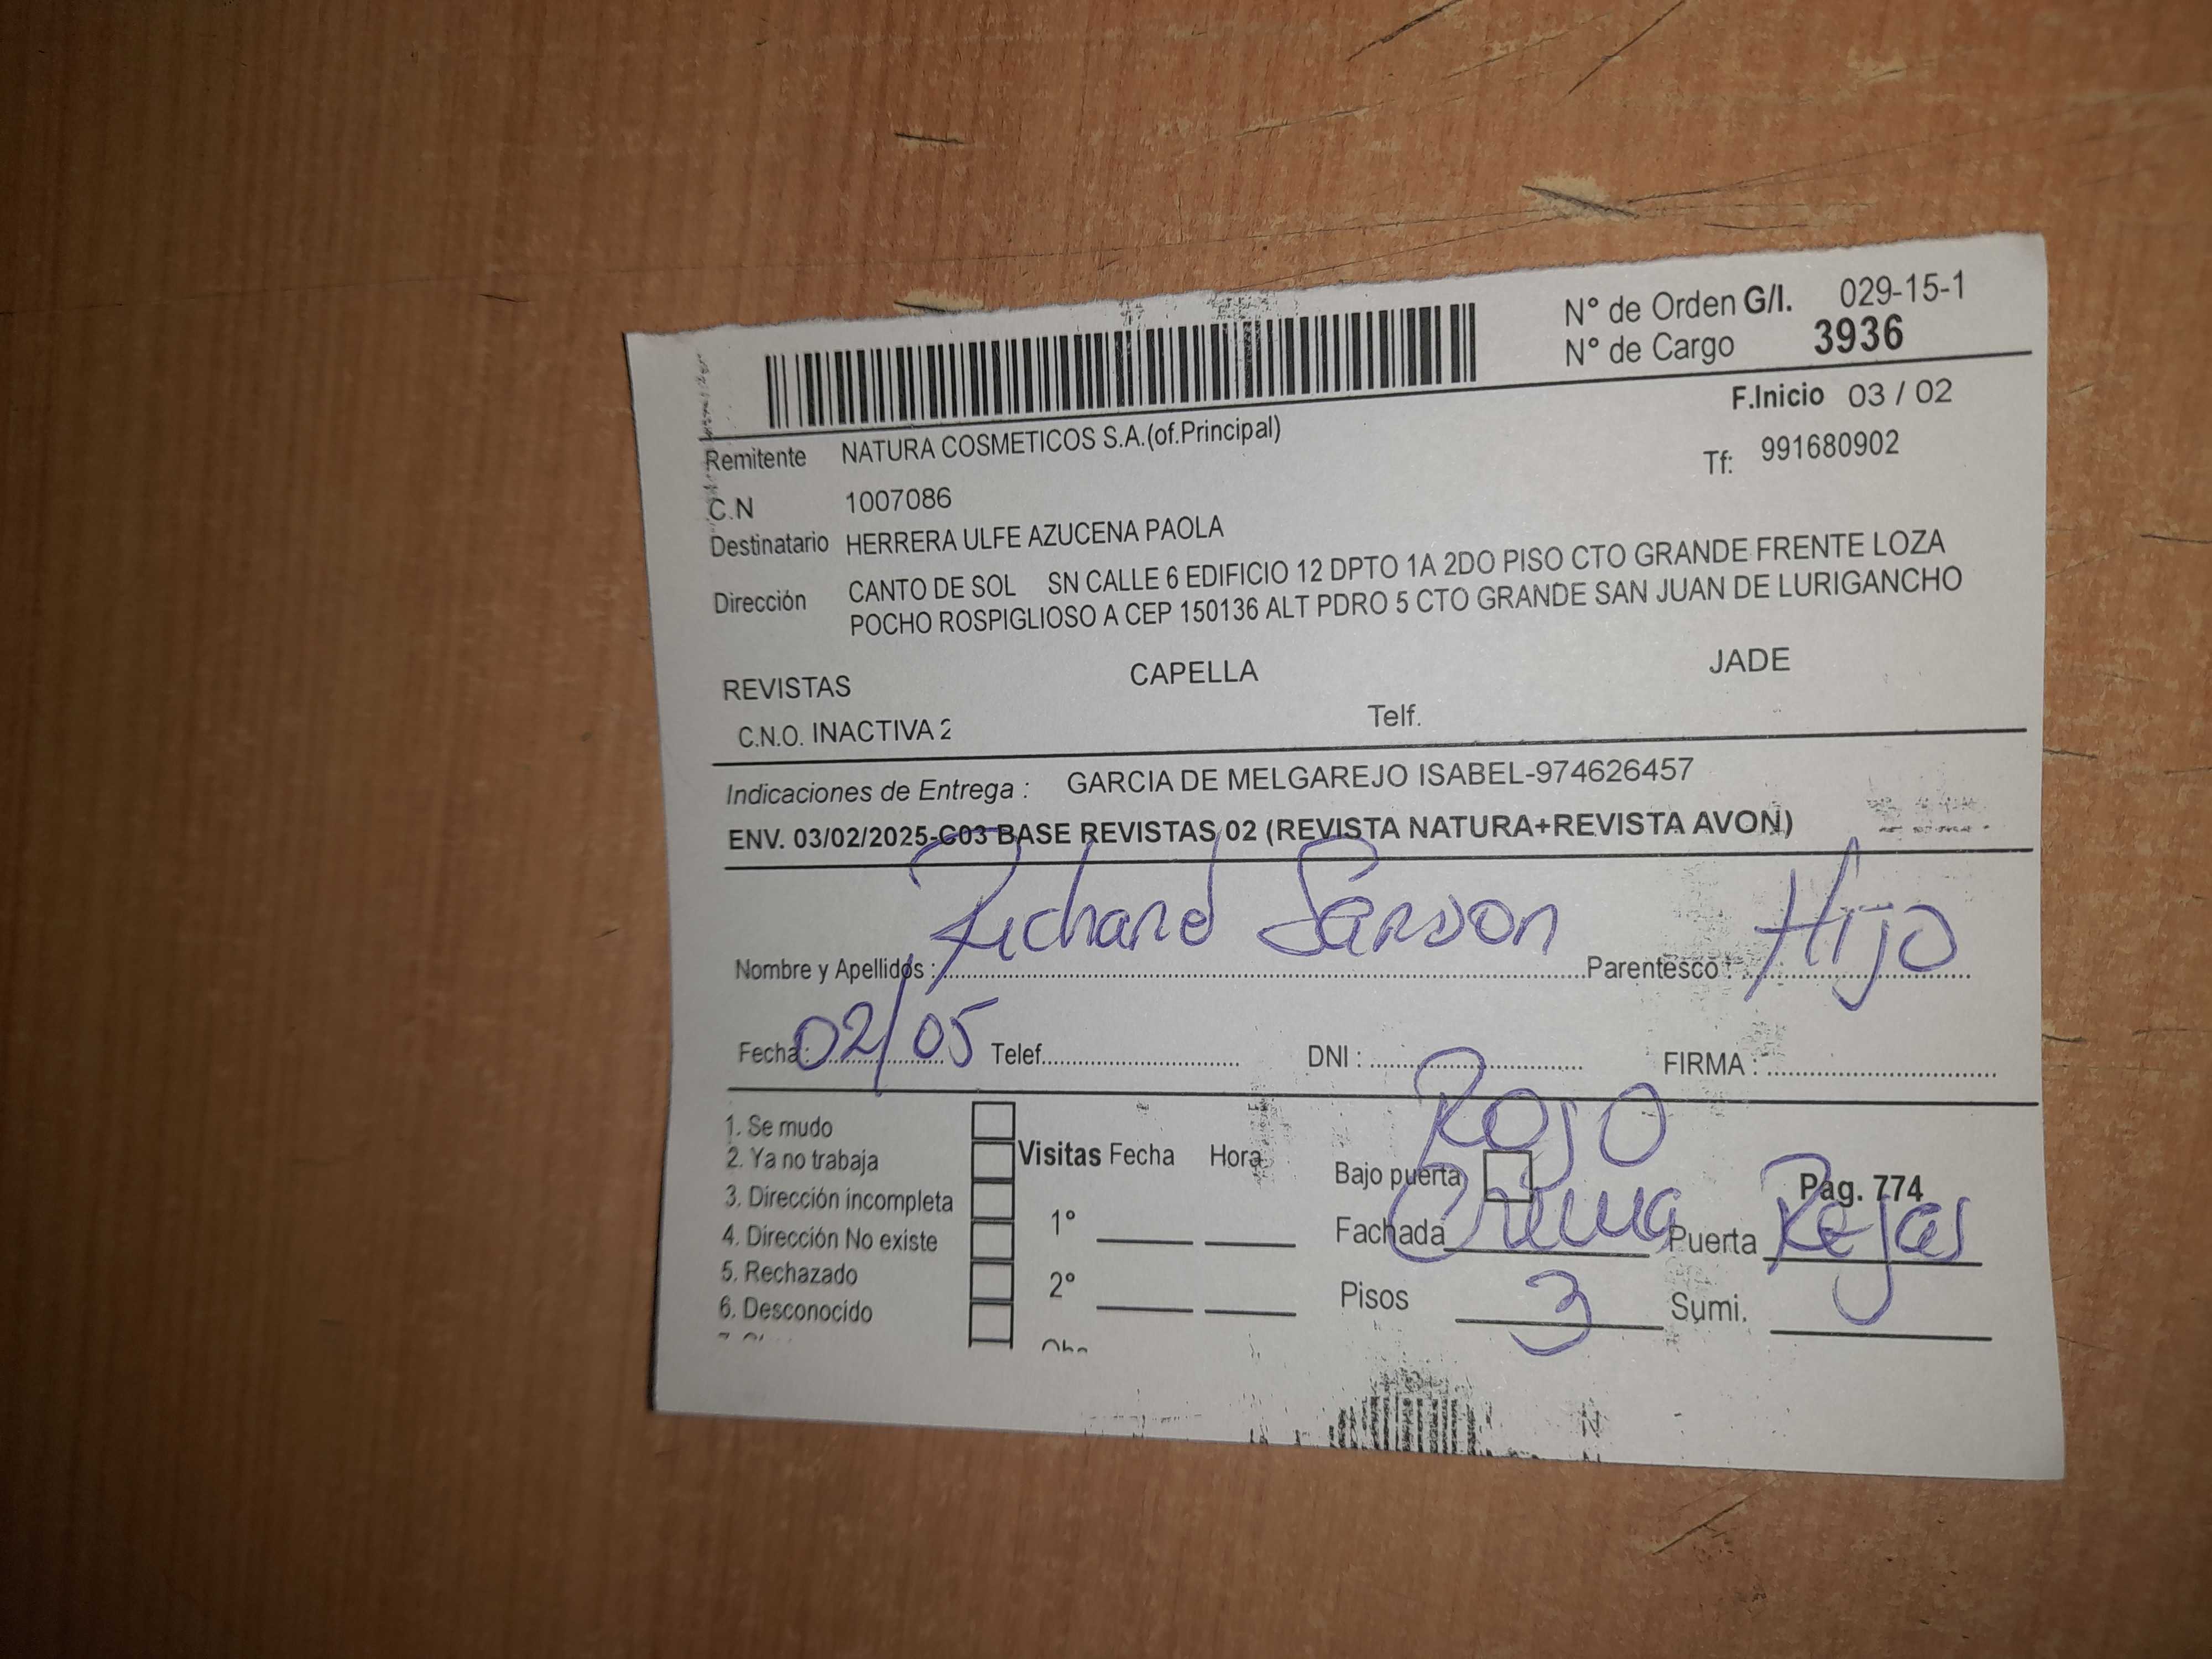 N° de Orden G/I. 029-15-1
N° de Cargo 3936
F.Inicio 03 / 02
Remitente NATURA COSMETICOS S.A.(of.Principal)
Tf: 991680902
C.N 1007086
Destinatario HERRERA ULFE AZUCENA PAOLA
Dirección CANTO DE SOL SN CALLE 6 EDIFICIO 12 DPTO 1A 2DO PISO CTO GRANDE FRENTE LOZA
POCHO ROSPIGLIOSO A CEP 150136 ALT PDRO 5 CTO GRANDE SAN JUAN DE LURIGANCHO
REVISTAS CAPELLA JADE
C.N.O. INACTIVA 2 Telf.
Indicaciones de Entrega : GARCIA DE MELGAREJO ISABEL-974626457
ENV. 03/02/2025-C03 BASE REVISTAS 02 (REVISTA NATURA+REVISTA AVON)
Nombre y Apellidos : Richard Parentesco : Hijo
Fecha: 02/05 Telef. DNI : FIRMA :
1. Se mudo
2. Ya no trabaja
3. Dirección incompleta
4. Dirección No existe
5. Rechazado
6. Desconocido
Visitas Fecha Hora
1°
2°
Rojo
Bajo puerta Pag. 774
Fachada Crema Puerta Rejas
Pisos 3 Sumi.